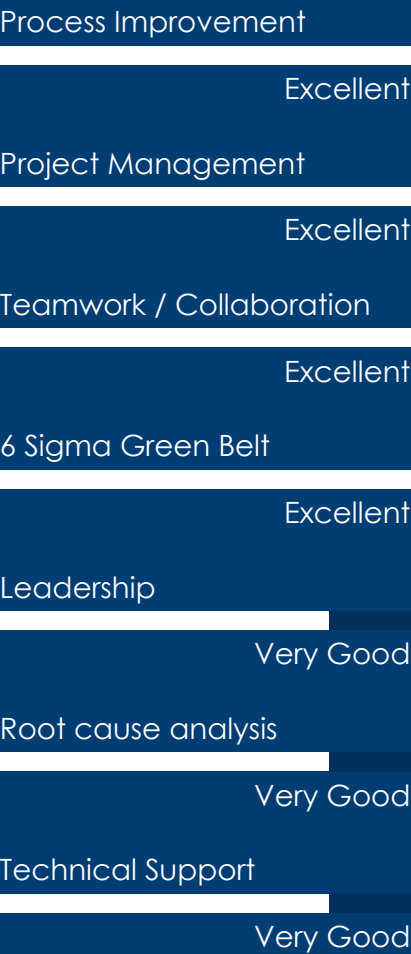 Process Improvement
Excellent
Project Management
Excellent
Teamwork / Collaboration
Excellent
6 Sigma Green Belt
Excellent
Leadership
Very Good
Root cause analysis
Very Good
Technical Support
Very Good